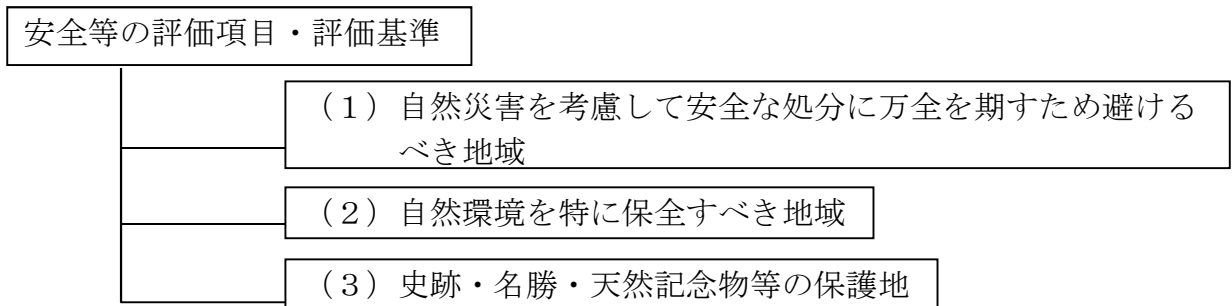 安全等の評価項目・評価基準
(1)自然災害を考慮して安全な処分に万全を期すため避ける
べき地域
(2)自然環境を特に保全すべき地域
(3)史跡・名勝・天然記念物等の保護地